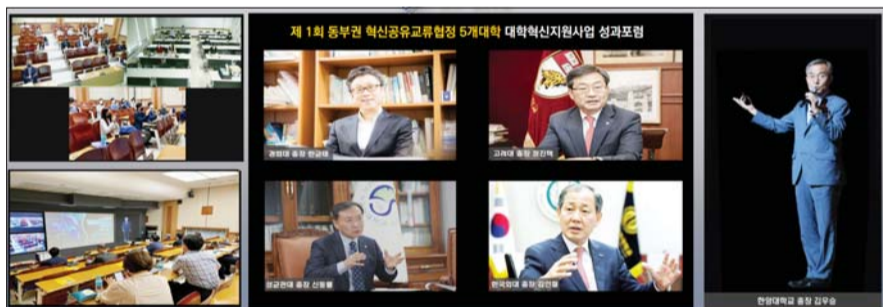 제 1회 동부권 혁신공유교류협정 5개대학 대학혁신지원사업 성과포럼
경희대 총장 한균태
고려대 총장 정진택
성균관대 총장 신동렬
한국외대 총장 김인철
한양대학교 총장 김우승